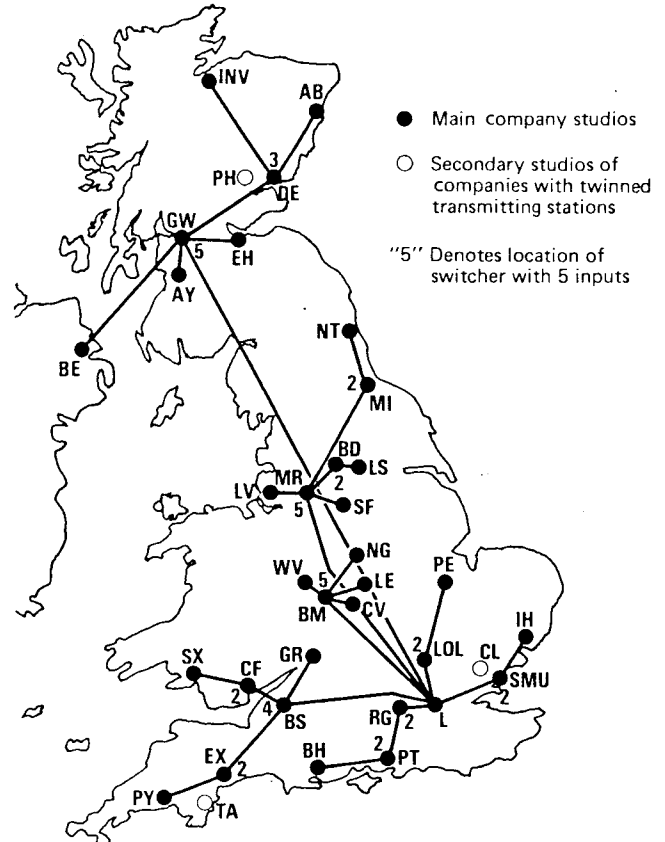 INV
AB
Main company studios
3
PH
DE
Secondary studios of
companies with twinned
transmitting stations
GW
5
EH
"5" Denotes location of
switcher with 5 inputs
AY
NT
BE
2
MI
BD
MR
LS
2
LV
5
SF
NG
WV
5
LE
PE
BM
CV
IH
GR
2
LOL
CL
SX
CF
SMU
2
2
4
BS
RG
2
L
EX
2
BH
2
PT
PY
TA